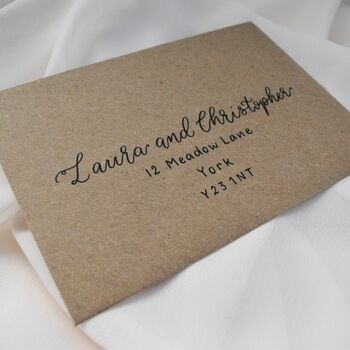 Laura and Christopher
12 Meadow Lane
York
Y23 1NT